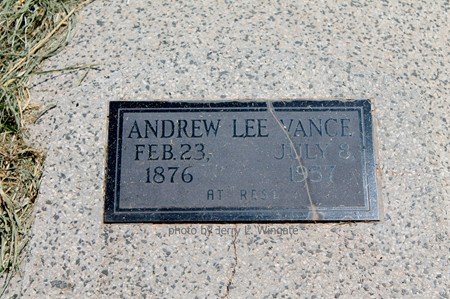 ANDREW LEE VANCE
FEB. 23, JULY 8,
1876 1937
AT REST
photo by Jerry L. Wingate